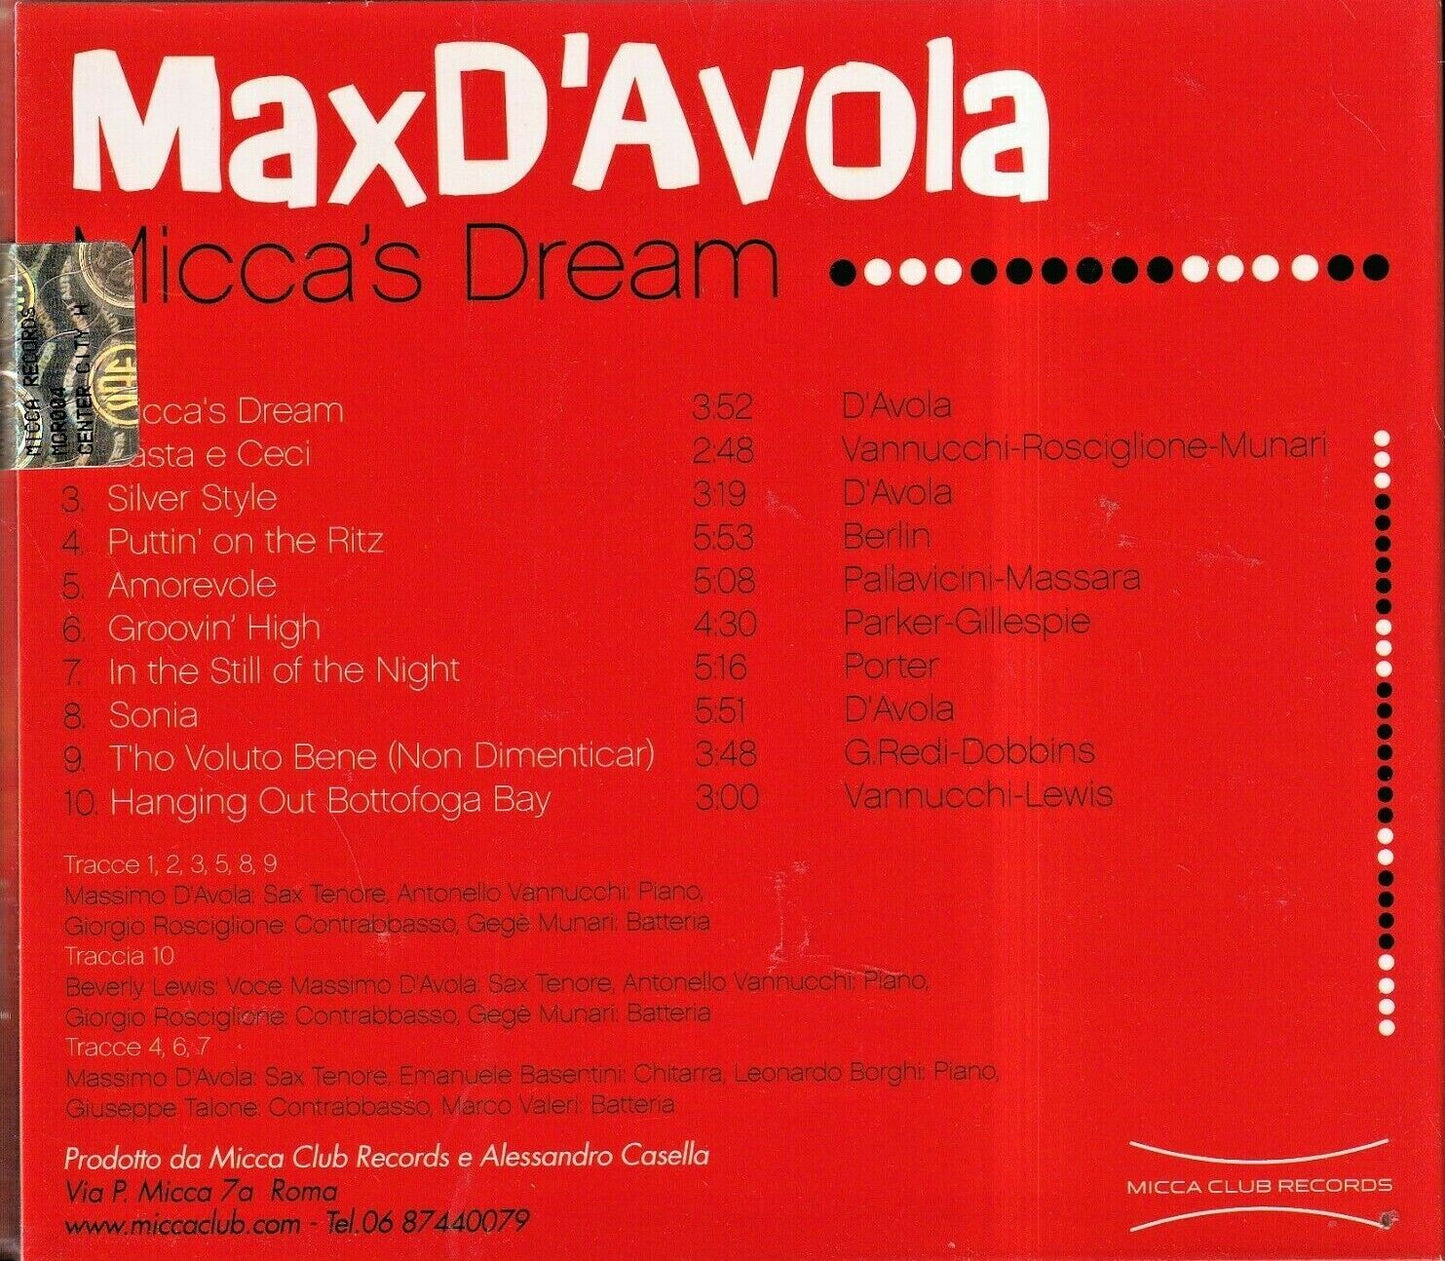 MaxD'Avola
Micca's Dream
MICCA RECORDS
MCR004
CENTER CITY H
Micca's Dream 3:52 D'Avola
Pasta e Ceci 2:48 Vannucchi-Rosciglione-Munari
3. Silver Style 3:19 D'Avola
4. Puttin' on the Ritz 5:53 Berlin
5. Amorevole 5:08 Pallavicini-Massara
6. Groovin' High 4:30 Parker-Gillespie
7. In the Still of the Night 5:16 Porter
8. Sonia 5:51 D'Avola
9. T'ho Voluto Bene (Non Dimenticar) 3:48 G.Redi-Dobbins
10. Hanging Out Bottofoga Bay 3:00 Vannucchi-Lewis
Tracce 1, 2, 3, 5, 8, 9
Massimo D'Avola: Sax Tenore, Antonello Vannucchi: Piano,
Giorgio Rosciglione: Contrabbasso, Gegè Munari: Batteria
Traccia 10
Beverly Lewis: Voce Massimo D'Avola: Sax Tenore, Antonello Vannucchi: Piano,
Giorgio Rosciglione: Contrabbasso, Gegè Munari: Batteria
Tracce 4, 6, 7
Massimo D'Avola: Sax Tenore, Emanuele Basentini: Chitarra, Leonardo Borghi: Piano,
Giuseppe Talone: Contrabbasso, Marco Valeri: Batteria
Prodotto da Micca Club Records e Alessandro Casella
Via P. Micca 7a Roma
www.miccaclub.com - Tel.06 87440079
MICCA CLUB RECORDS